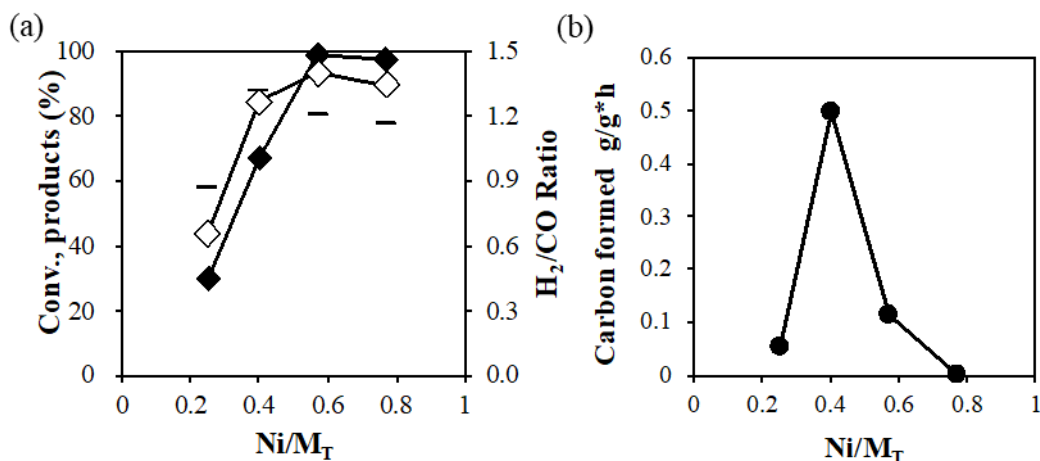 (a)
Conv., products (%)
100
80
60
40
20
0
0 0.2 0.4 0.6 0.8 1
Ni/M_T
1.5
1.2
0.9
0.6
0.3
0.0
H₂/CO Ratio
(b)
Carbon formed g/g*h
0.6
0.5
0.4
0.3
0.2
0.1
0
0 0.2 0.4 0.6 0.8 1
Ni/M_T